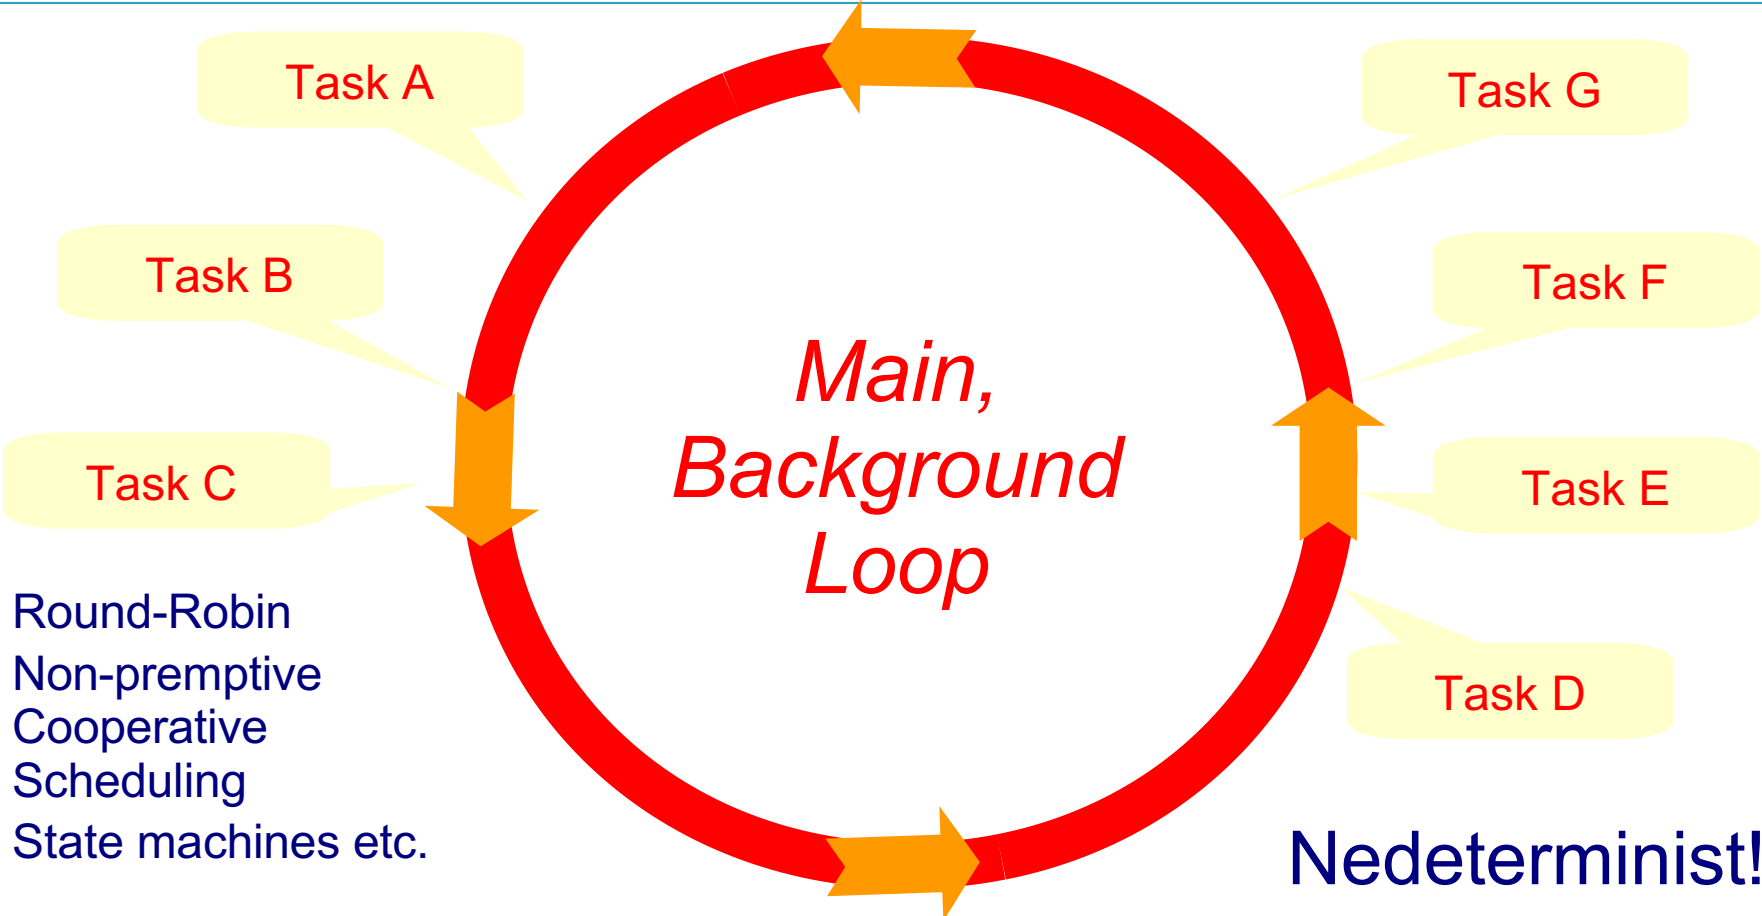 Task A
Task G
Task B
Task F
Main,
Background
Loop
Task C
Task E
Round-Robin
Non-premptive
Cooperative
Scheduling
State machines etc.
Task D
Nedeterminist!